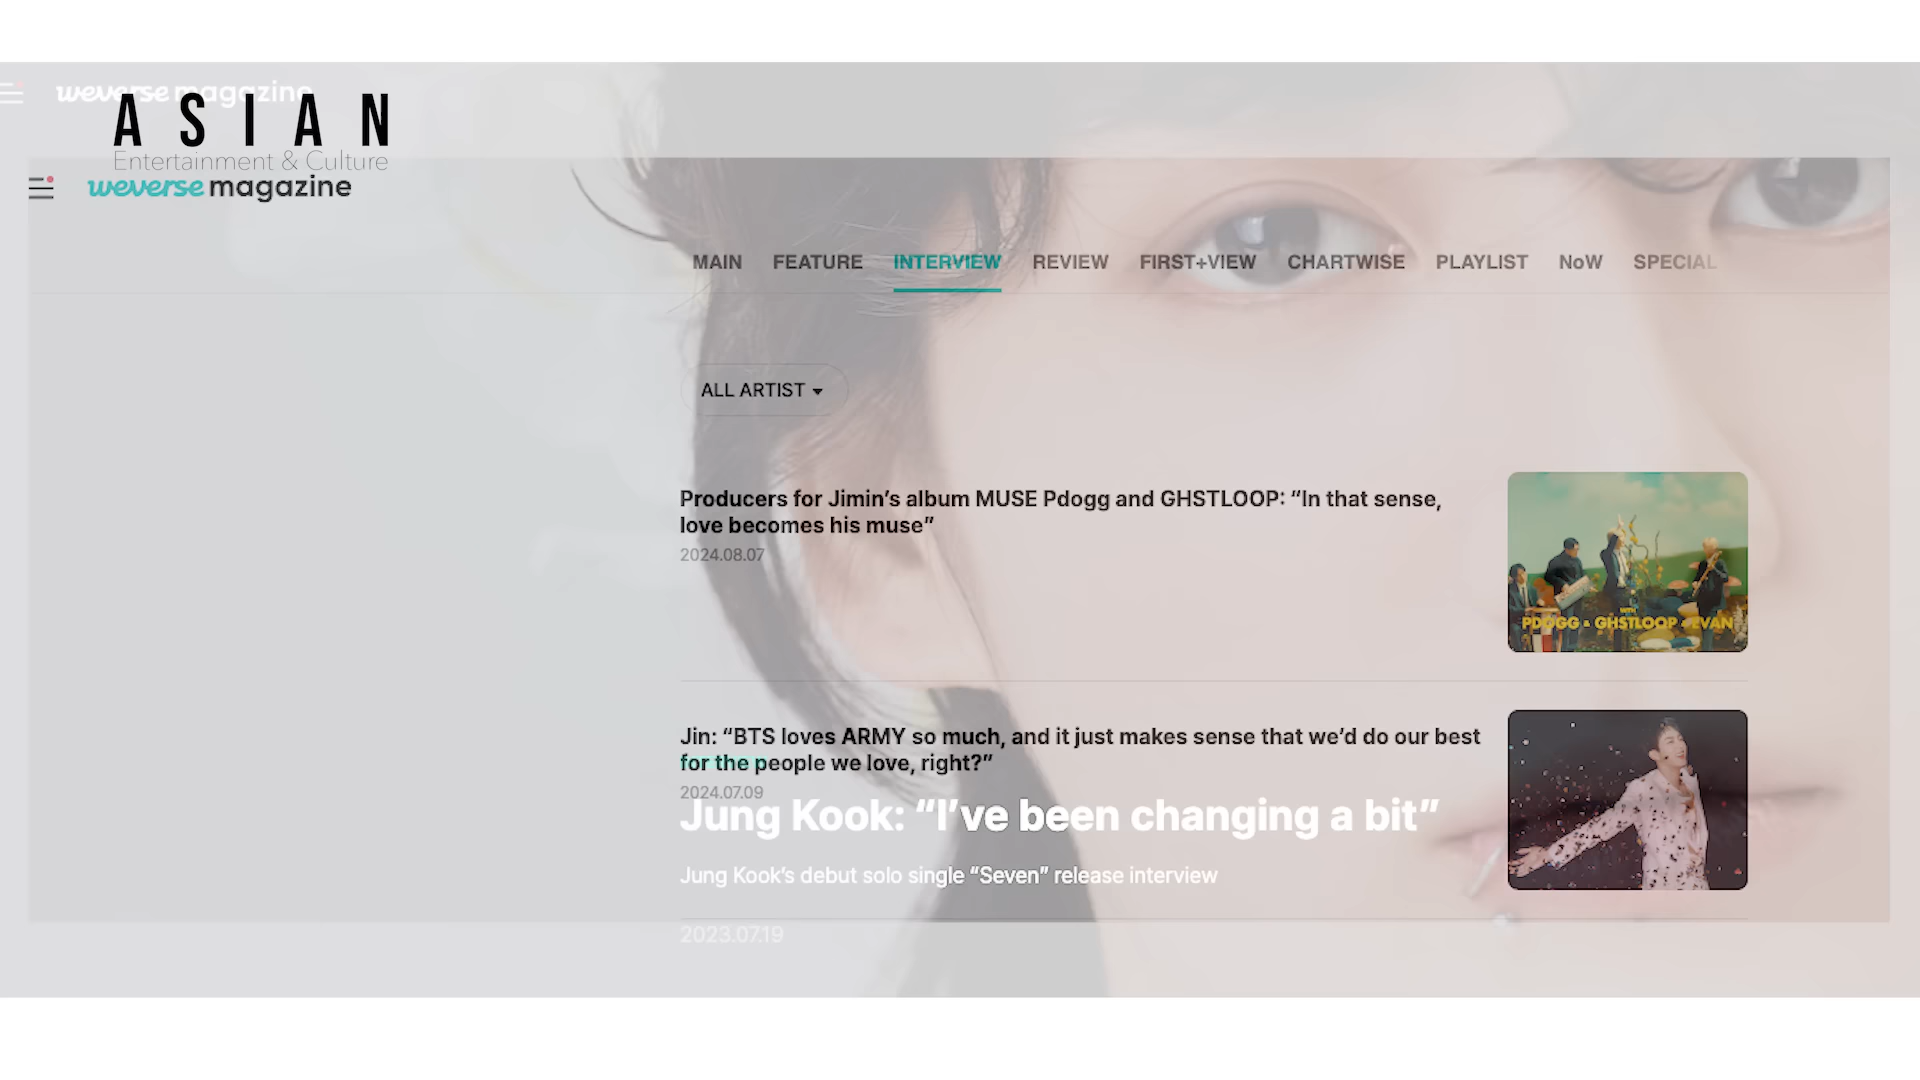 weverse magazine
ASIAN
Entertainment & Culture
weverse magazine
MAIN FEATURE INTERVIEW REVIEW FIRST+VIEW CHARTWISE PLAYLIST NoW SPECIAL
ALL ARTIST
Producers for Jimin’s album MUSE Pdogg and GHSTLOOP: “In that sense,
love becomes his muse”
2024.08.07
WITH
PDOGG & GHSTLOOP & EVAN
Jin: “BTS loves ARMY so much, and it just makes sense that we’d do our best
for the people we love, right?”
2024.07.09
Jung Kook: “I’ve been changing a bit”
Jung Kook’s debut solo single “Seven” release interview
2023.07.19